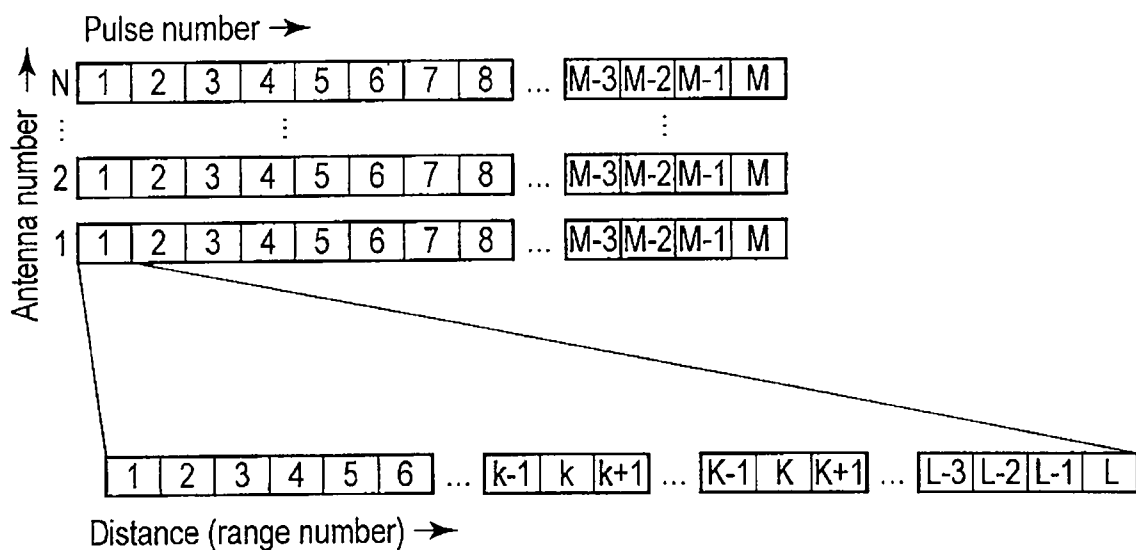 Pulse number →
Antenna number →
N 1 2 3 4 5 6 7 8 ... M-3 M-2 M-1 M
⋮ ⋮ ⋮
2 1 2 3 4 5 6 7 8 ... M-3 M-2 M-1 M
1 1 2 3 4 5 6 7 8 ... M-3 M-2 M-1 M
1 2 3 4 5 6 ... k-1 k k+1 ... K-1 K K+1 ... L-3 L-2 L-1 L
Distance (range number) →